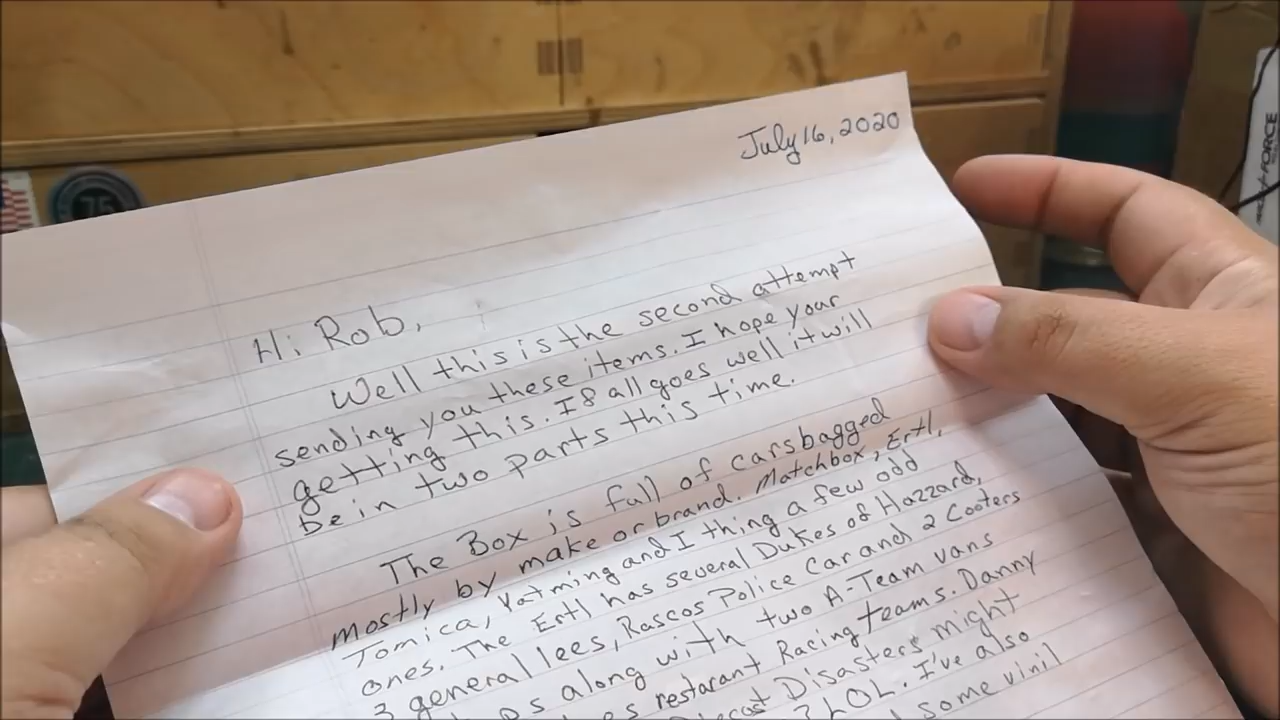 July 16, 2020
Hi Rob,
Well this is the second attempt
sending you these items. I hope your
getting this. If all goes well it will
be in two parts this time.
The Box is full of cars bagged
mostly by make or brand. Matchbox, Ertl,
Tomica, Yatming and I thing a few odd
ones. The Ertl has several Dukes of Hazzard,
3 general lees, Rascos Police Car and 2 Cooters
along with two A-Team vans
restarant Racing teams. Danny
Diecast Disasters might
LOL. I've also
some vinil
75
FORCE